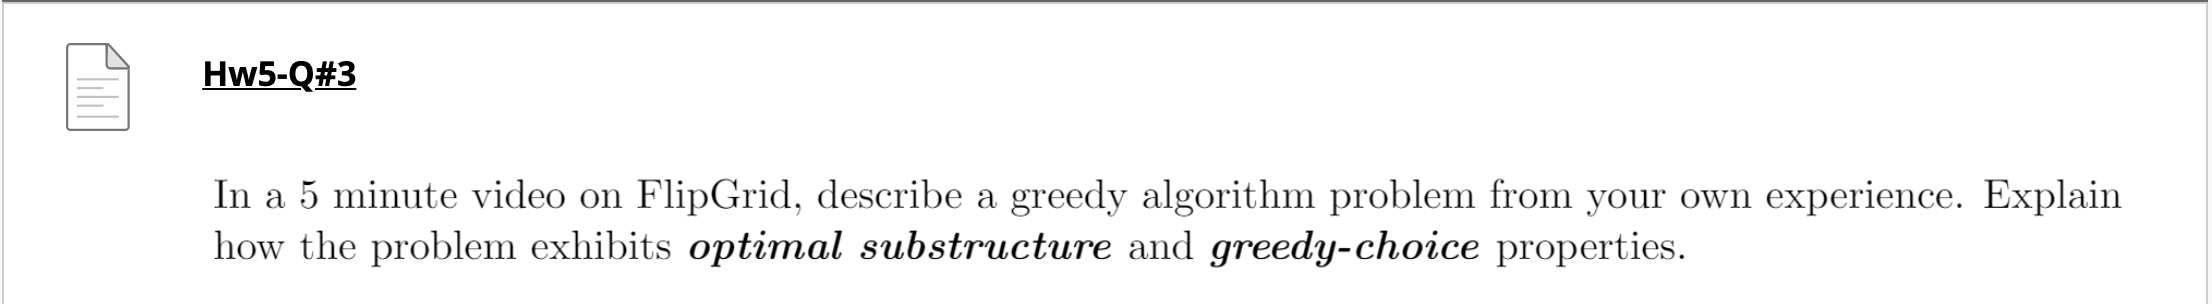 Hw5-Q#3
In a 5 minute video on FlipGrid, describe a greedy algorithm problem from your own experience. Explain
how the problem exhibits optimal substructure and greedy-choice properties.